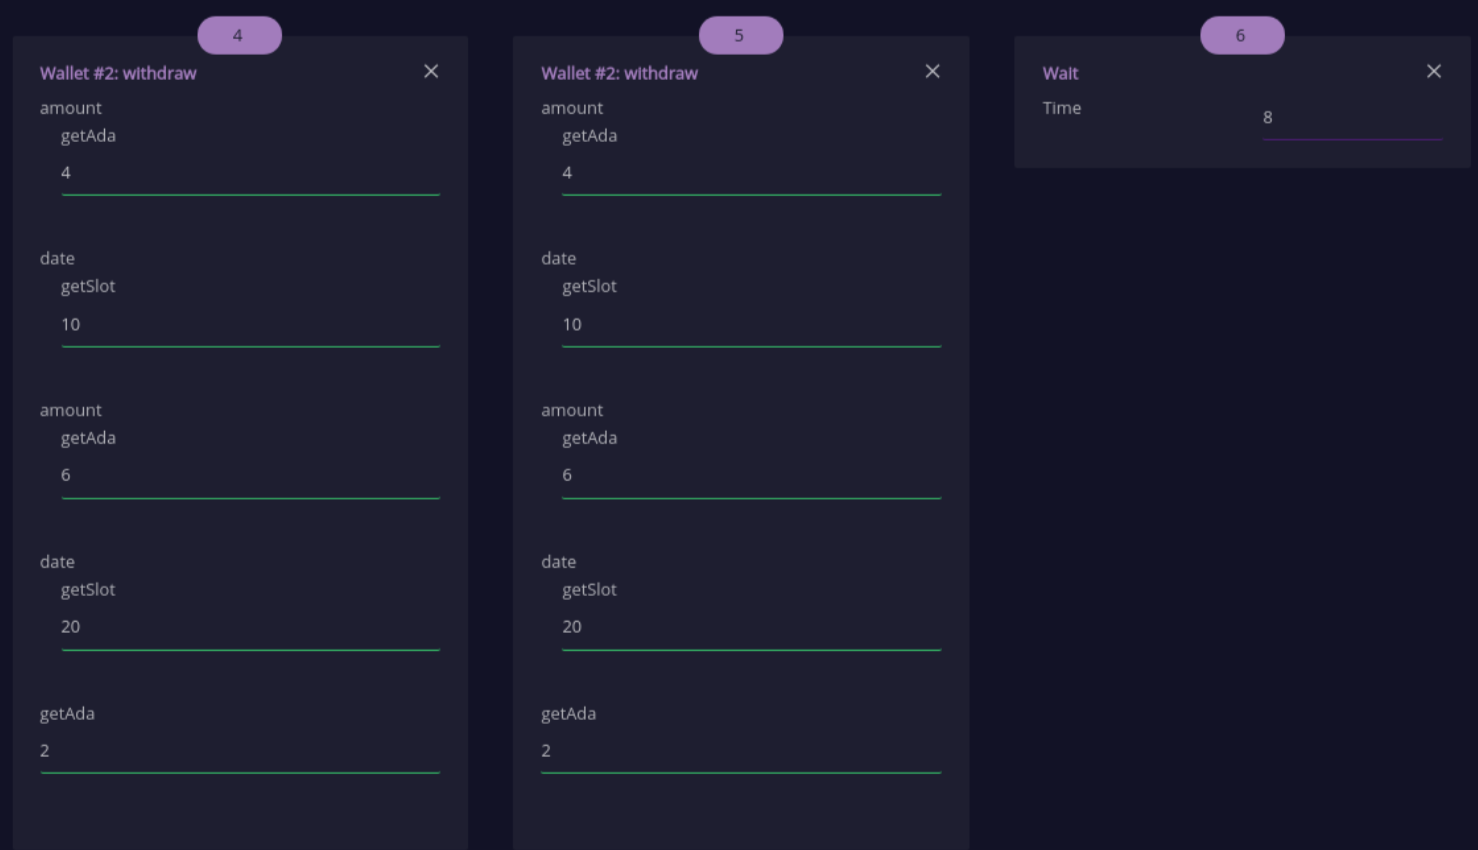 4
Wallet #2: withdraw
amount
getAda
4
date
getSlot
10
amount
getAda
6
date
getSlot
20
getAda
2
5
Wallet #2: withdraw
amount
getAda
4
date
getSlot
10
amount
getAda
6
date
getSlot
20
getAda
2
6
Wait
Time
8